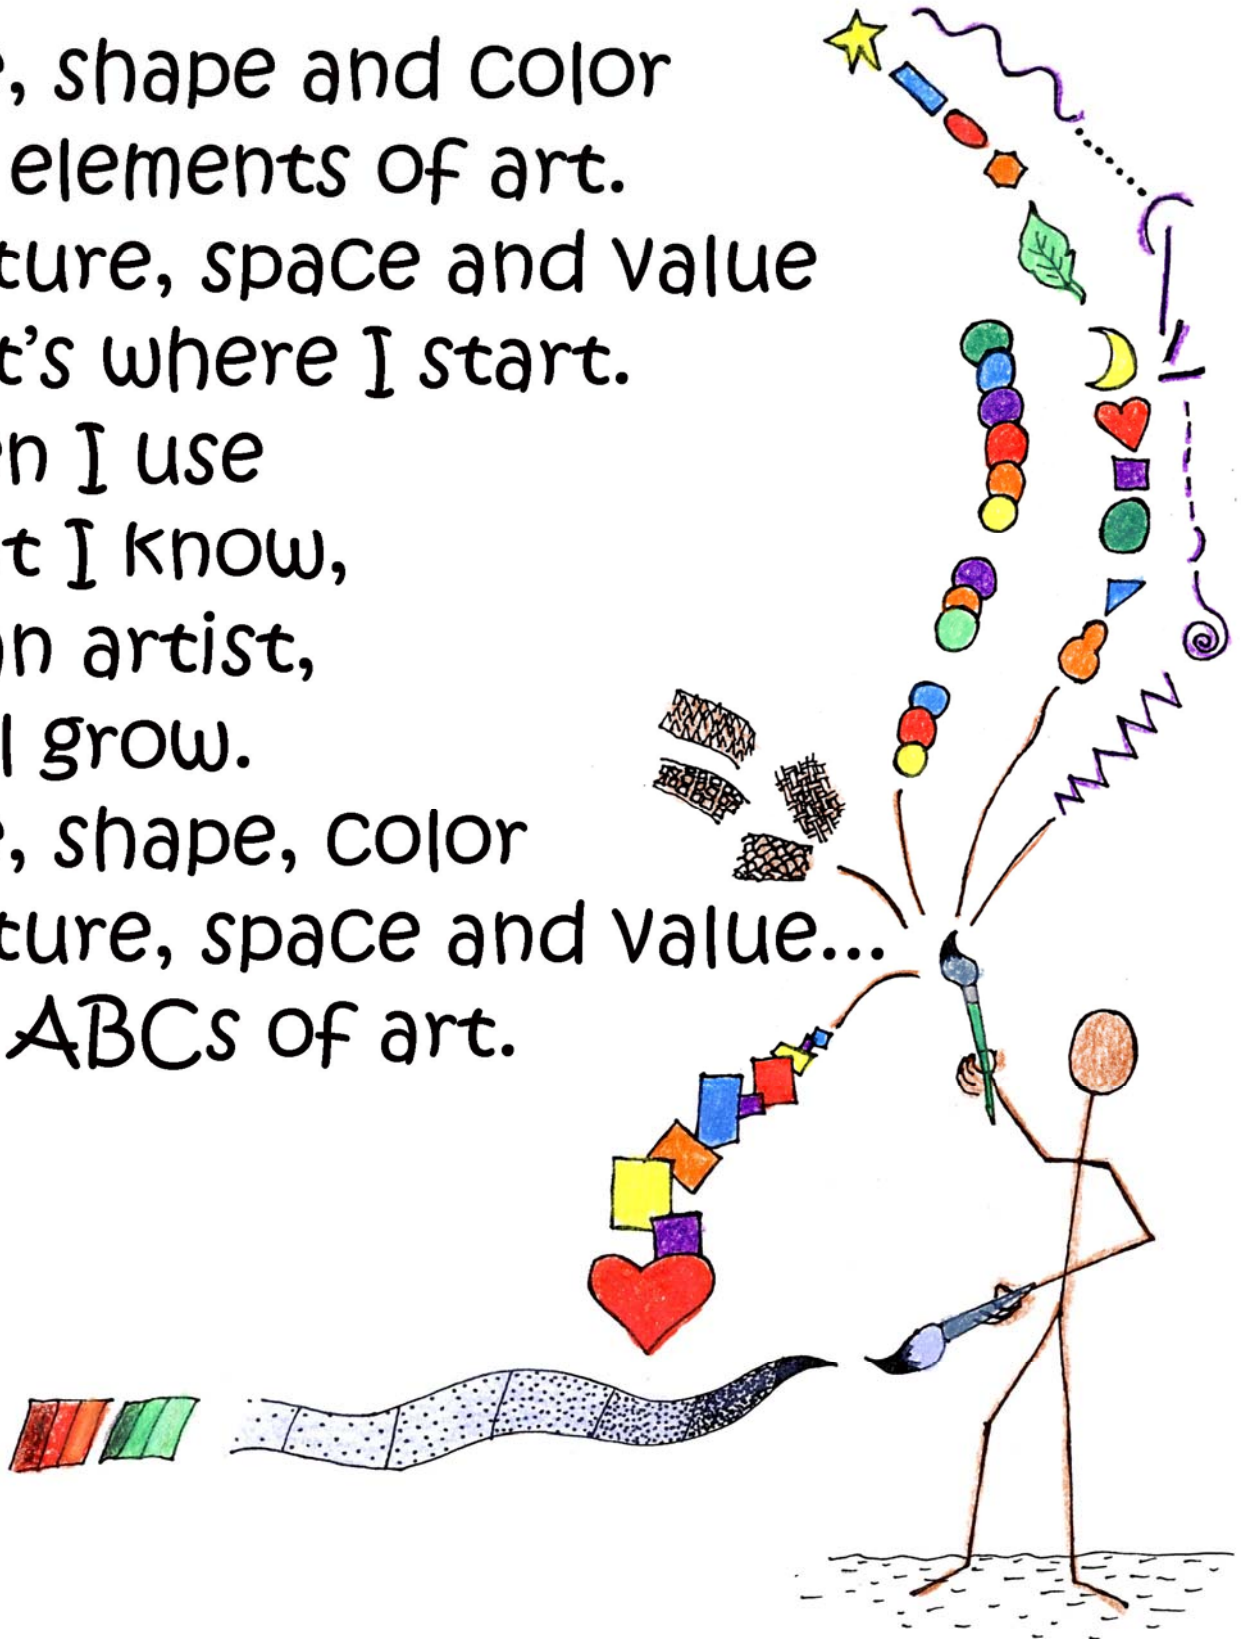 , shape and color
elements of art.
ture, space and value
t's where I start.
n I use
t I know,
n artist,
l grow.
, shape, color
ture, space and value...
ABCs of art.